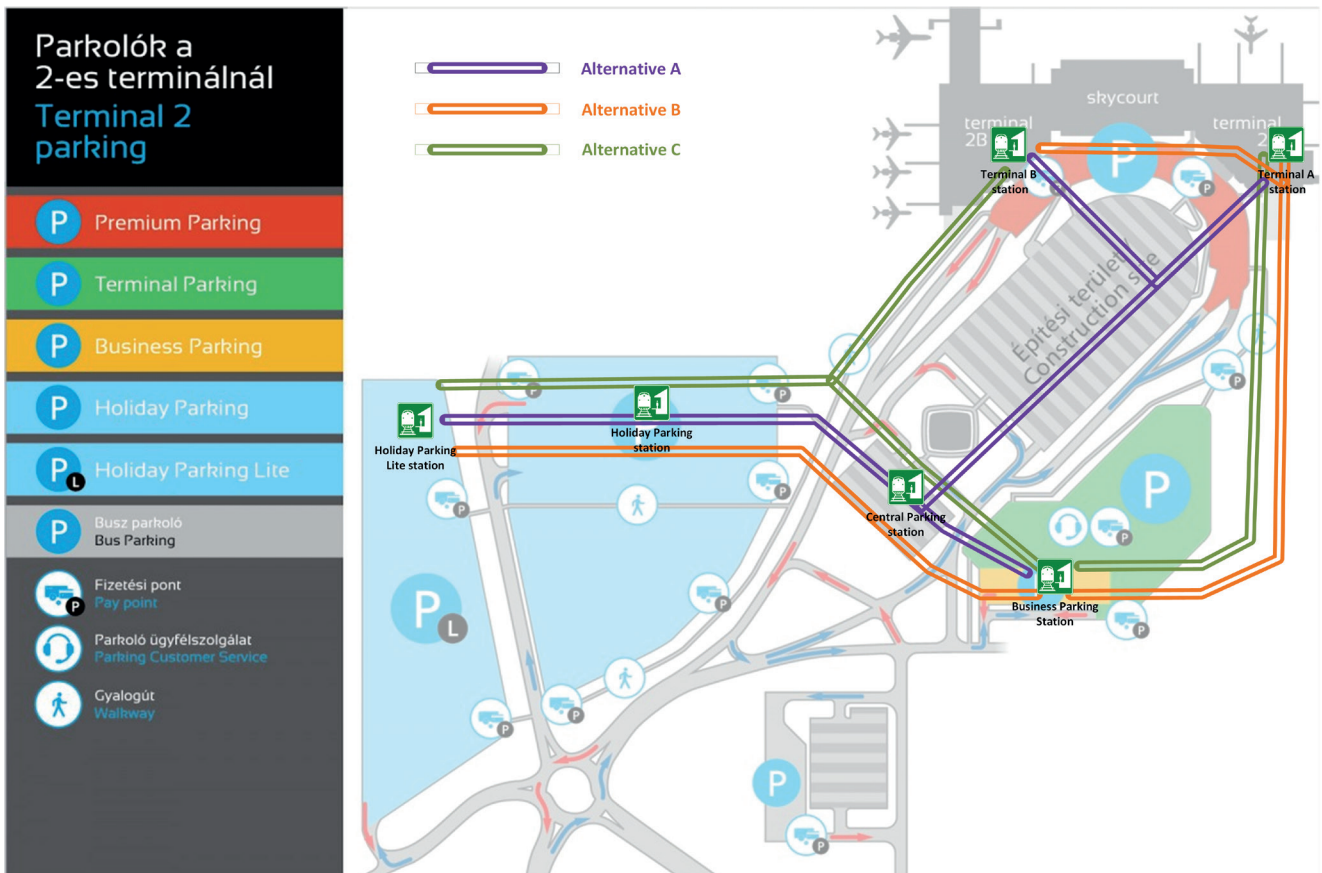 Parkolók a
2-es terminálnál
Terminal 2
parking
P Premium Parking
P Terminal Parking
P Business Parking
P Holiday Parking
P L Holiday Parking Lite
P Busz parkoló
Bus Parking
P Fizetési pont
Pay point
Parkoló ügyfélszolgálat
Parking Customer Service
Gyalogút
Walkway
Alternative A
Alternative B
Alternative C
skycourt
terminal
2B
terminal
2
P
Terminal B
station
Terminal A
station
P
P
Építési terület/
Construction site
P
P
P
Holiday Parking
Lite station
Holiday Parking
station
P
P
Central Parking
station
P
P
Business Parking
Station
P
P
P L
P
P
P
P